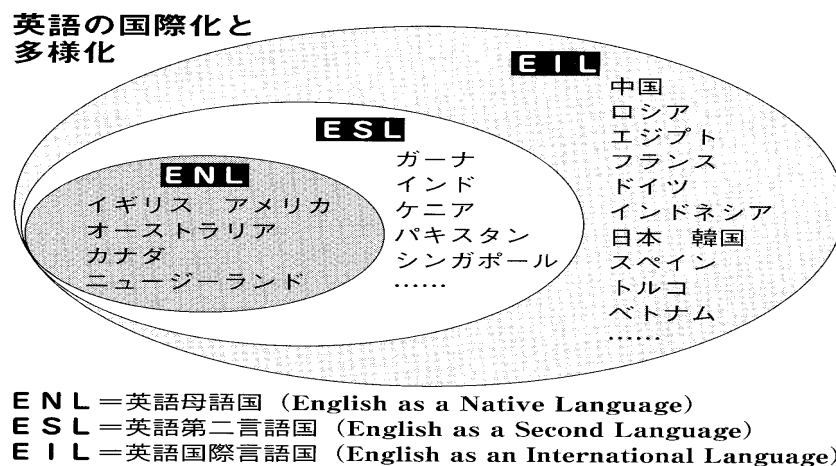 英語の国際化と
多様化
EIL
中国
ロシア
エジプト
フランス
ドイツ
インドネシア
日本 韓国
スペイン
トルコ
ベトナム
……
ESL
ガーナ
インド
ケニア
パキスタン
シンガポール
……
ENL
イギリス アメリカ
オーストラリア
カナダ
ニュージーランド
ENL=英語母語国 (English as a Native Language)
ESL=英語第二言語国 (English as a Second Language)
EIL=英語国際言語国 (English as an International Language)